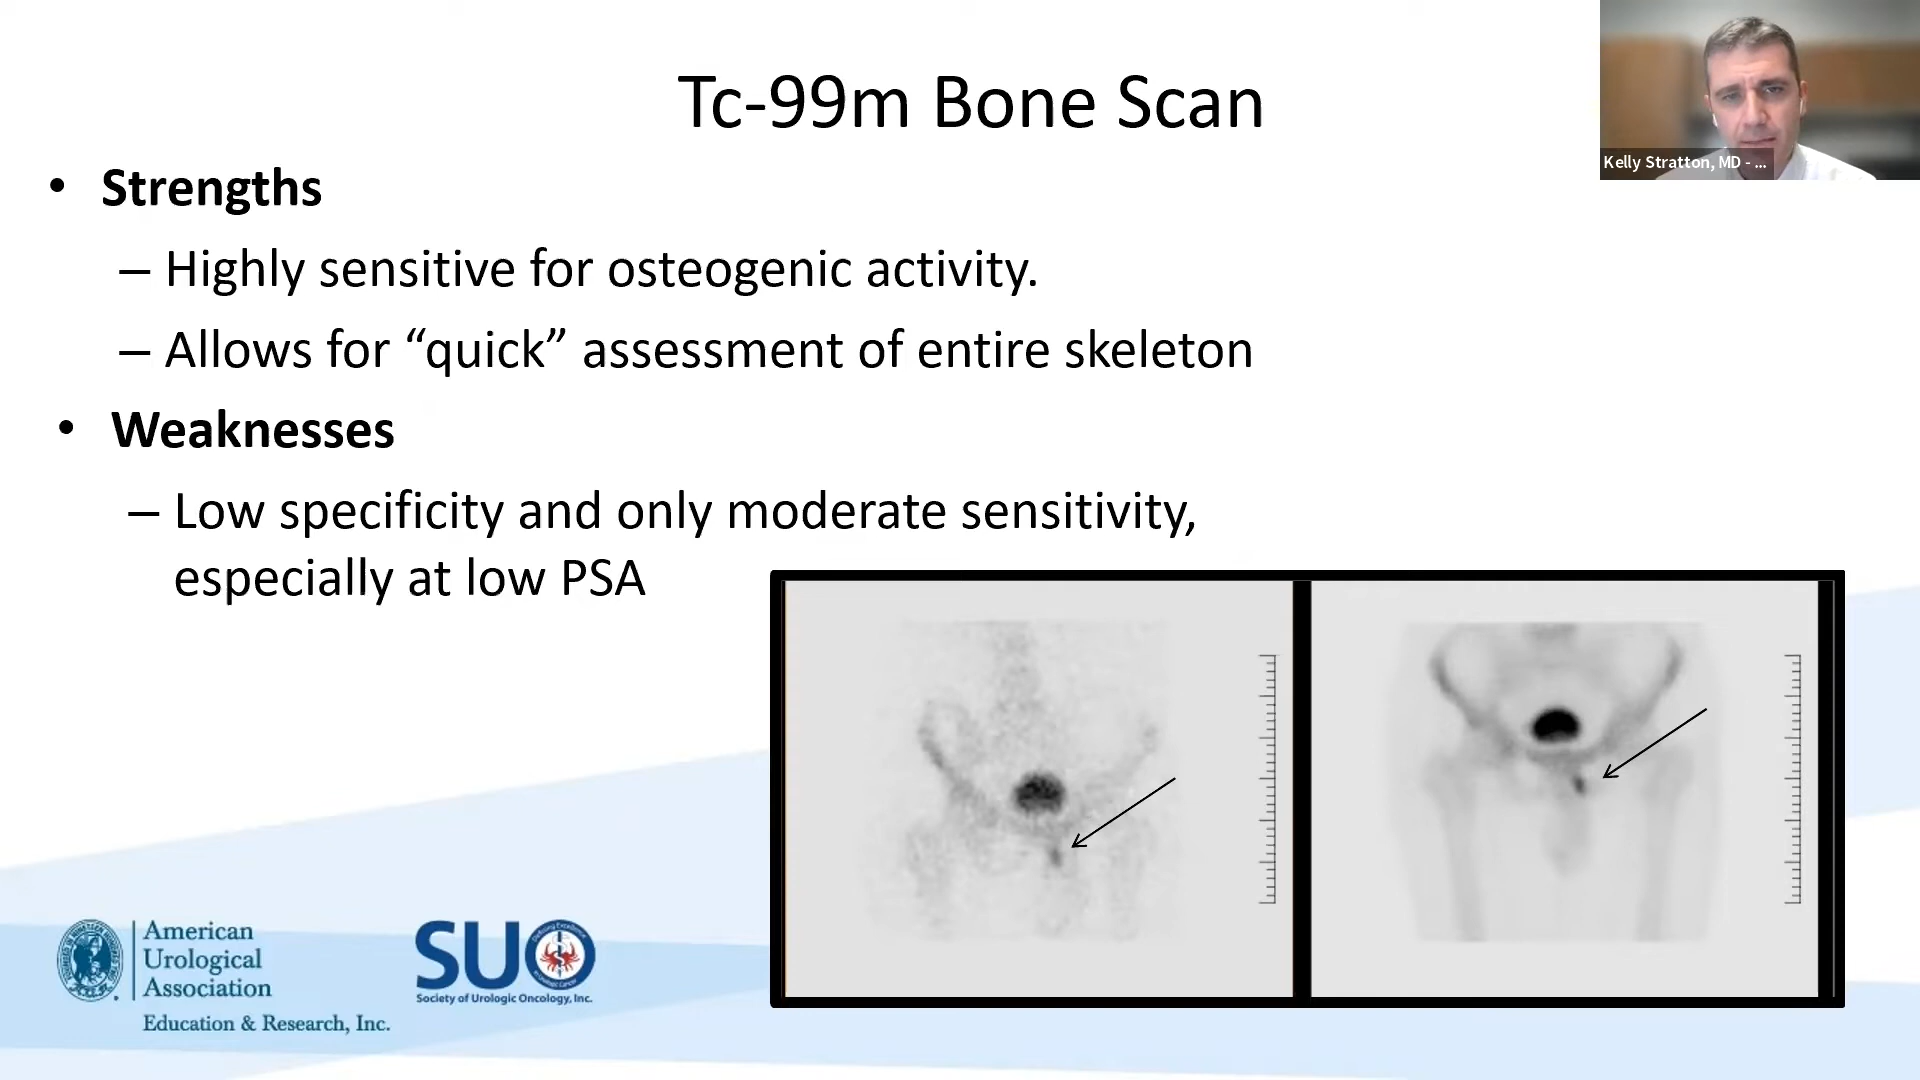 Tc-99m Bone Scan
Kelly Stratton, MD - ...
• Strengths
– Highly sensitive for osteogenic activity.
– Allows for “quick” assessment of entire skeleton
• Weaknesses
– Low specificity and only moderate sensitivity,
especially at low PSA
American
Urological
Association
Education & Research, Inc.
SUO
Society of Urologic Oncology, Inc.